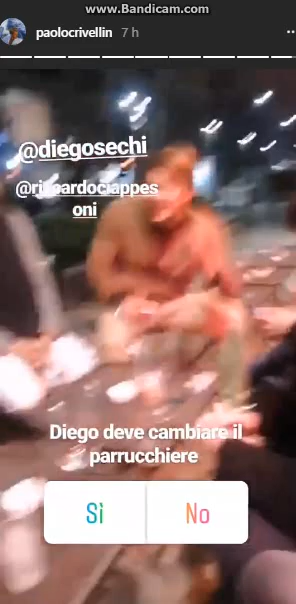 www.Bandicam.com
paolocrivellin 7 h
@diegosechi
@riccardociappes
oni
Diego deve cambiare il
parrucchiere
Sì No